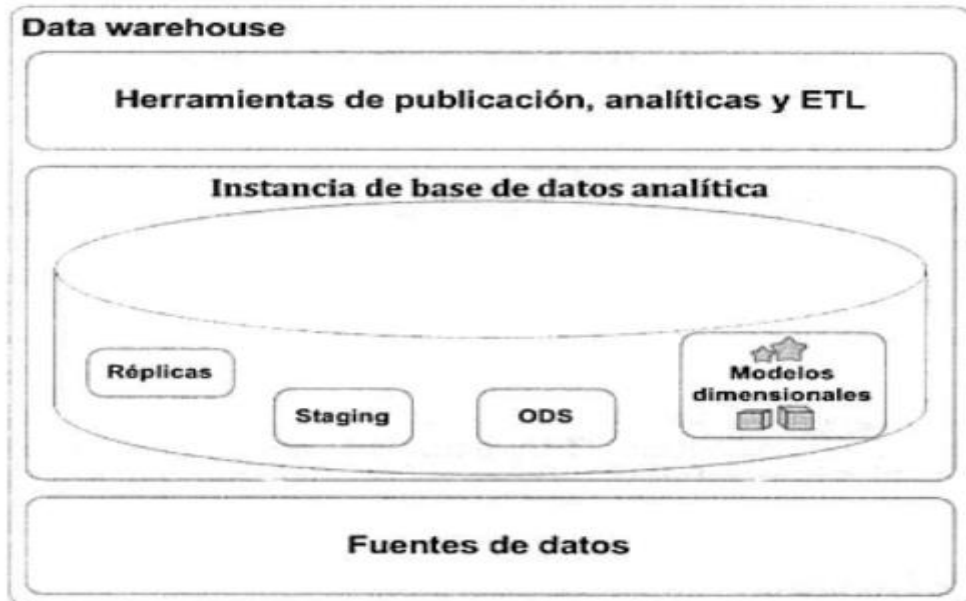 Data warehouse
Herramientas de publicación, analíticas y ETL
Instancia de base de datos analítica
Réplicas
Staging
ODS
Modelos
dimensionales
Fuentes de datos